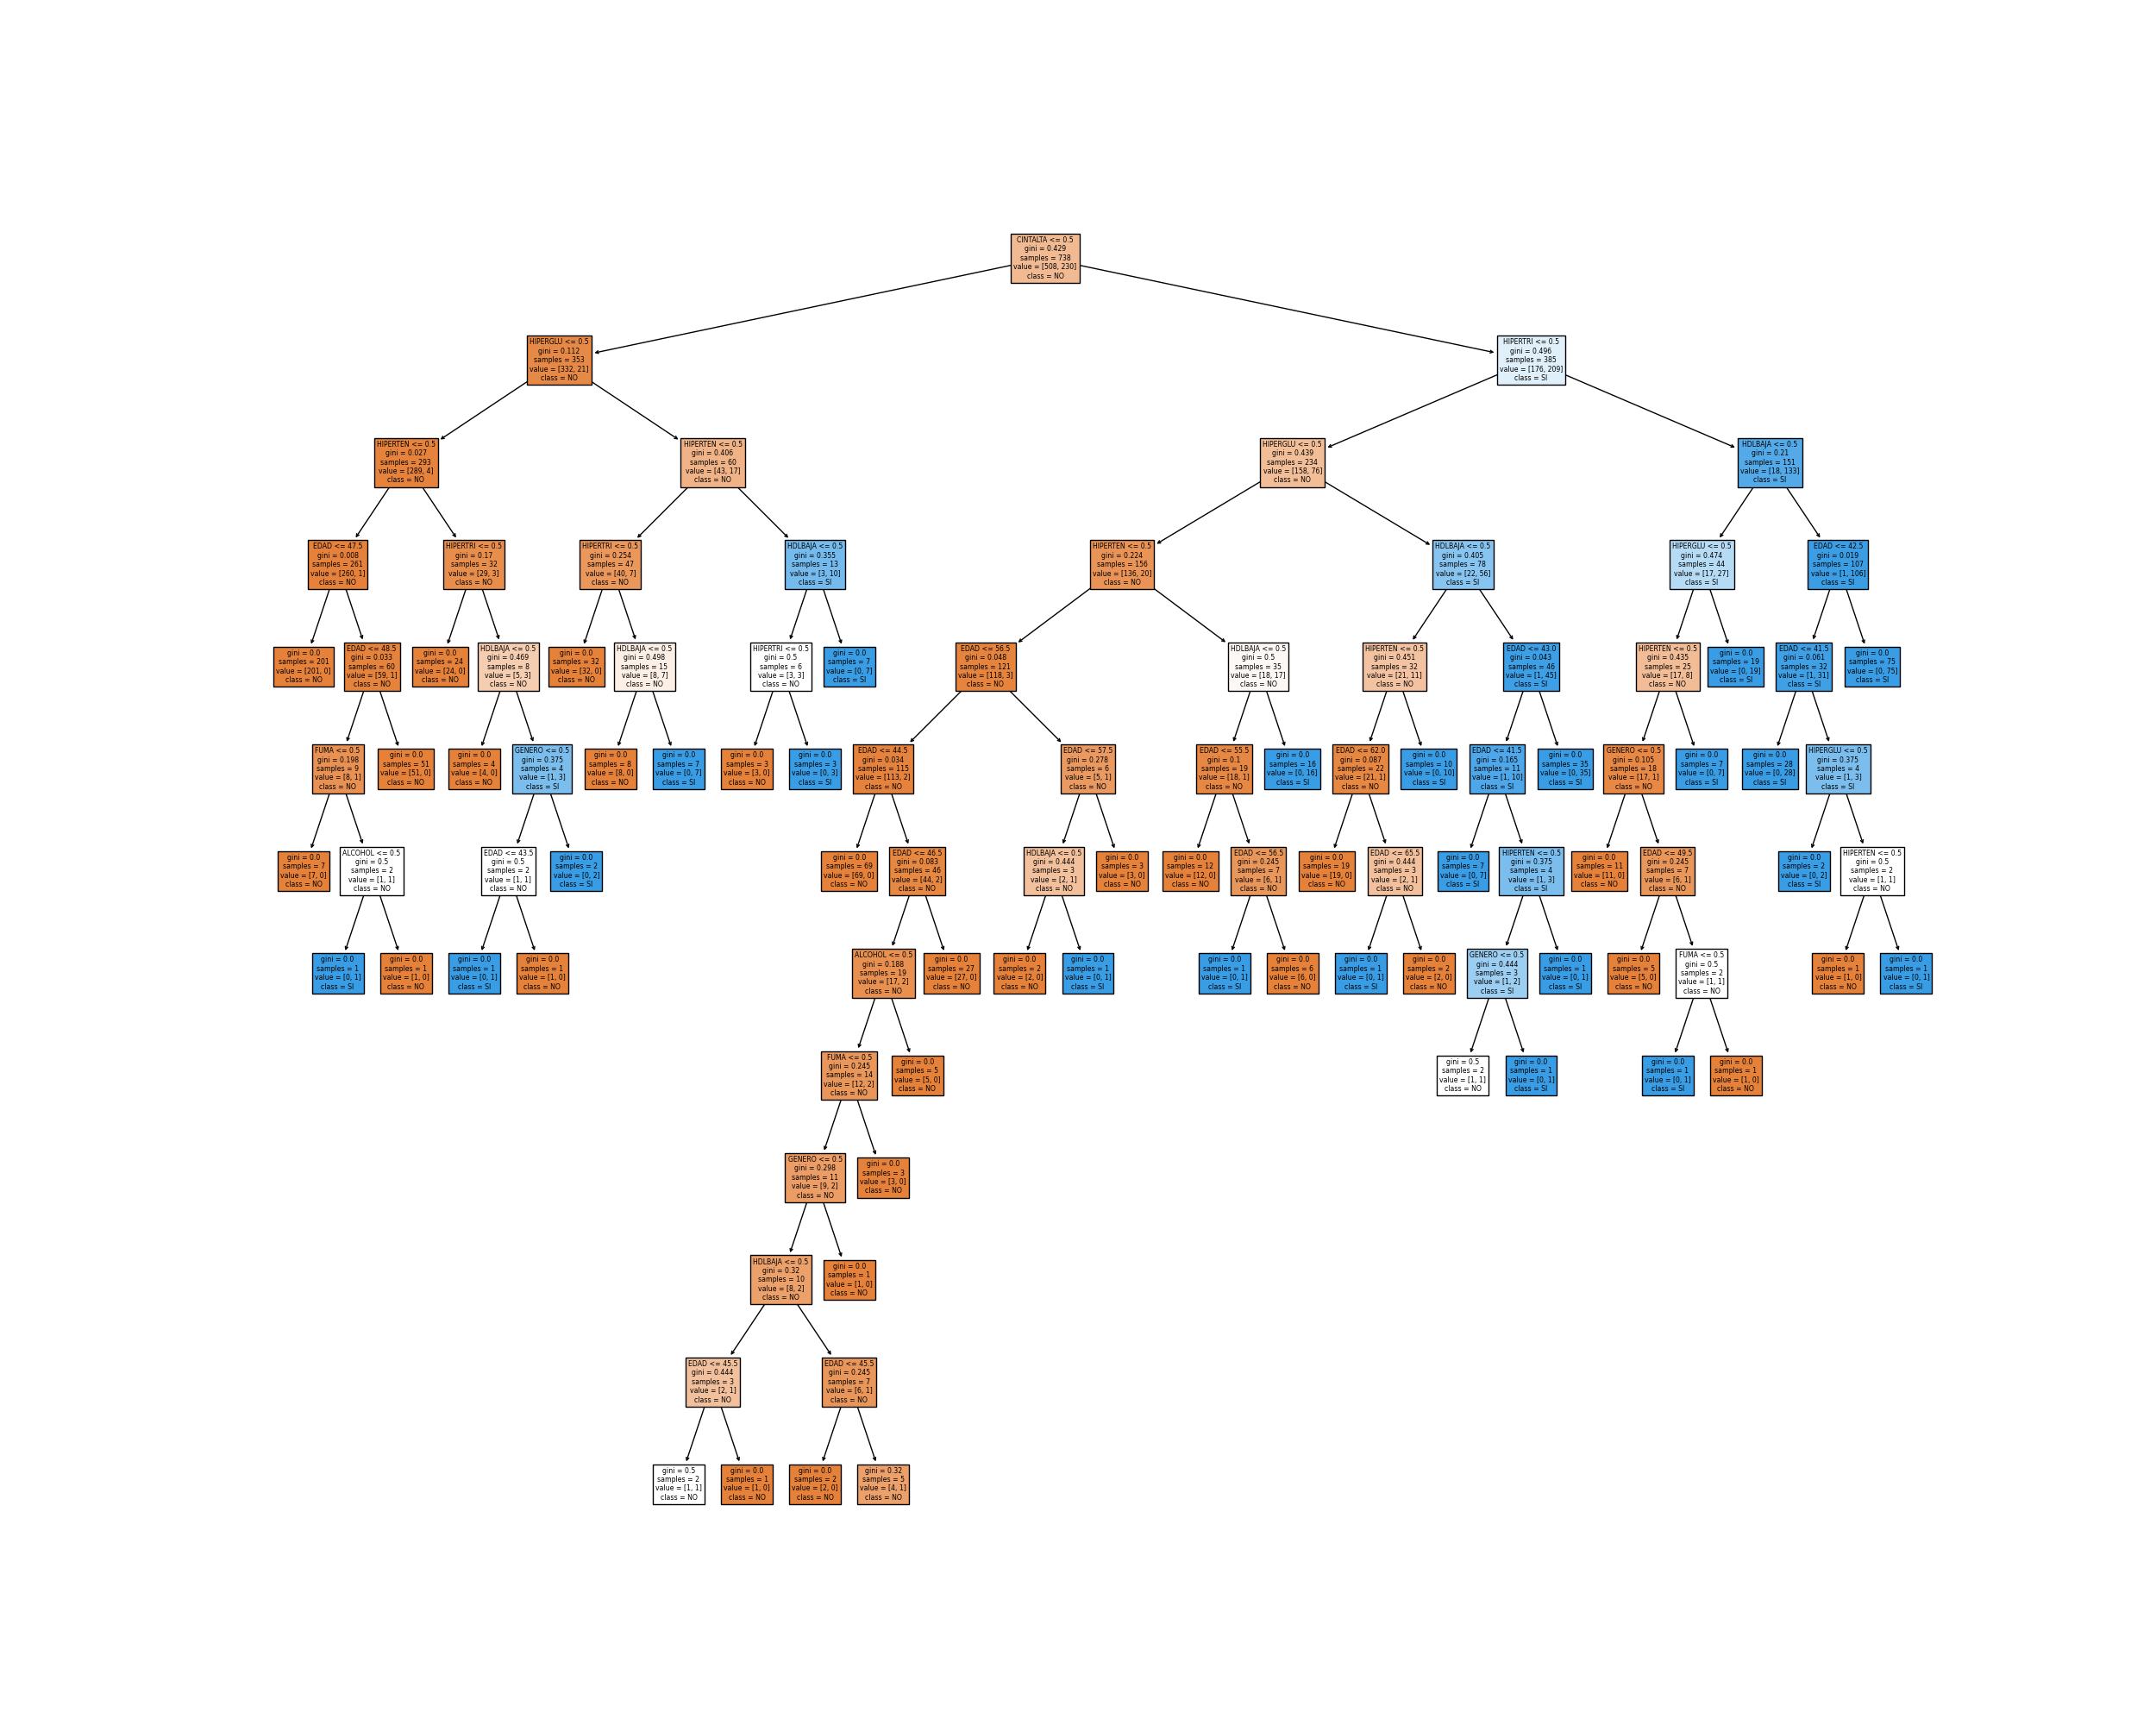 CINTALTA <= 0.5
gini = 0.429
samples = 738
value = [508, 230]
class = NO
HIPERGLU <= 0.5
gini = 0.112
samples = 353
value = [332, 21]
class = NO
HIPERTRI <= 0.5
gini = 0.496
samples = 385
value = [176, 209]
class = SI
HIPERTEN <= 0.5
gini = 0.027
samples = 293
value = [289, 4]
class = NO
HIPERTEN <= 0.5
gini = 0.406
samples = 60
value = [43, 17]
class = NO
HIPERGLU <= 0.5
gini = 0.439
samples = 234
value = [158, 76]
class = NO
HDLBAJA <= 0.5
gini = 0.21
samples = 151
value = [18, 133]
class = SI
EDAD <= 47.5
gini = 0.008
samples = 261
value = [260, 1]
class = NO
HIPERTRI <= 0.5
gini = 0.17
samples = 32
value = [29, 3]
class = NO
HIPERTRI <= 0.5
gini = 0.254
samples = 47
value = [40, 7]
class = NO
HDLBAJA <= 0.5
gini = 0.355
samples = 13
value = [3, 10]
class = SI
HIPERTEN <= 0.5
gini = 0.224
samples = 156
value = [136, 20]
class = NO
HDLBAJA <= 0.5
gini = 0.405
samples = 78
value = [22, 56]
class = SI
HIPERGLU <= 0.5
gini = 0.474
samples = 44
value = [17, 27]
class = SI
EDAD <= 42.5
gini = 0.019
samples = 107
value = [1, 106]
class = SI
gini = 0.0
samples = 201
value = [201, 0]
class = NO
EDAD <= 48.5
gini = 0.033
samples = 60
value = [59, 1]
class = NO
gini = 0.0
samples = 24
value = [24, 0]
class = NO
HDLBAJA <= 0.5
gini = 0.469
samples = 8
value = [5, 3]
class = NO
gini = 0.0
samples = 32
value = [32, 0]
class = NO
HDLBAJA <= 0.5
gini = 0.498
samples = 15
value = [8, 7]
class = NO
HIPERTRI <= 0.5
gini = 0.5
samples = 6
value = [3, 3]
class = NO
gini = 0.0
samples = 7
value = [0, 7]
class = SI
EDAD <= 56.5
gini = 0.048
samples = 121
value = [118, 3]
class = NO
HDLBAJA <= 0.5
gini = 0.5
samples = 35
value = [18, 17]
class = NO
HIPERTEN <= 0.5
gini = 0.451
samples = 32
value = [21, 11]
class = NO
EDAD <= 43.0
gini = 0.043
samples = 46
value = [1, 45]
class = SI
HIPERTEN <= 0.5
gini = 0.435
samples = 25
value = [17, 8]
class = NO
gini = 0.0
samples = 19
value = [0, 19]
class = SI
EDAD <= 41.5
gini = 0.061
samples = 32
value = [1, 31]
class = SI
gini = 0.0
samples = 75
value = [0, 75]
class = SI
FUMA <= 0.5
gini = 0.198
samples = 9
value = [8, 1]
class = NO
gini = 0.0
samples = 51
value = [51, 0]
class = NO
gini = 0.0
samples = 4
value = [4, 0]
class = NO
GENERO <= 0.5
gini = 0.375
samples = 4
value = [1, 3]
class = SI
gini = 0.0
samples = 8
value = [8, 0]
class = NO
gini = 0.0
samples = 7
value = [0, 7]
class = SI
gini = 0.0
samples = 3
value = [3, 0]
class = NO
gini = 0.0
samples = 3
value = [0, 3]
class = SI
EDAD <= 44.5
gini = 0.034
samples = 115
value = [113, 2]
class = NO
EDAD <= 57.5
gini = 0.278
samples = 6
value = [5, 1]
class = NO
EDAD <= 55.5
gini = 0.1
samples = 19
value = [18, 1]
class = NO
gini = 0.0
samples = 16
value = [0, 16]
class = SI
EDAD <= 62.0
gini = 0.087
samples = 22
value = [21, 1]
class = NO
gini = 0.0
samples = 10
value = [0, 10]
class = SI
EDAD <= 41.5
gini = 0.165
samples = 11
value = [1, 10]
class = SI
gini = 0.0
samples = 35
value = [0, 35]
class = SI
GENERO <= 0.5
gini = 0.105
samples = 18
value = [17, 1]
class = NO
gini = 0.0
samples = 7
value = [0, 7]
class = SI
gini = 0.0
samples = 28
value = [0, 28]
class = SI
HIPERGLU <= 0.5
gini = 0.375
samples = 4
value = [1, 3]
class = SI
gini = 0.0
samples = 7
value = [7, 0]
class = NO
ALCOHOL <= 0.5
gini = 0.5
samples = 2
value = [1, 1]
class = NO
EDAD <= 43.5
gini = 0.5
samples = 2
value = [1, 1]
class = NO
gini = 0.0
samples = 2
value = [0, 2]
class = SI
gini = 0.0
samples = 69
value = [69, 0]
class = NO
EDAD <= 46.5
gini = 0.083
samples = 46
value = [44, 2]
class = NO
HDLBAJA <= 0.5
gini = 0.444
samples = 3
value = [2, 1]
class = NO
gini = 0.0
samples = 3
value = [3, 0]
class = NO
gini = 0.0
samples = 12
value = [12, 0]
class = NO
EDAD <= 56.5
gini = 0.245
samples = 7
value = [6, 1]
class = NO
gini = 0.0
samples = 19
value = [19, 0]
class = NO
EDAD <= 65.5
gini = 0.444
samples = 3
value = [2, 1]
class = NO
gini = 0.0
samples = 7
value = [0, 7]
class = SI
HIPERTEN <= 0.5
gini = 0.375
samples = 4
value = [1, 3]
class = SI
gini = 0.0
samples = 11
value = [11, 0]
class = NO
EDAD <= 49.5
gini = 0.245
samples = 7
value = [6, 1]
class = NO
gini = 0.0
samples = 2
value = [0, 2]
class = SI
HIPERTEN <= 0.5
gini = 0.5
samples = 2
value = [1, 1]
class = NO
gini = 0.0
samples = 1
value = [0, 1]
class = SI
gini = 0.0
samples = 1
value = [1, 0]
class = NO
gini = 0.0
samples = 1
value = [0, 1]
class = SI
gini = 0.0
samples = 1
value = [1, 0]
class = NO
ALCOHOL <= 0.5
gini = 0.188
samples = 19
value = [17, 2]
class = NO
gini = 0.0
samples = 27
value = [27, 0]
class = NO
gini = 0.0
samples = 2
value = [2, 0]
class = NO
gini = 0.0
samples = 1
value = [0, 1]
class = SI
gini = 0.0
samples = 1
value = [0, 1]
class = SI
gini = 0.0
samples = 6
value = [6, 0]
class = NO
gini = 0.0
samples = 1
value = [0, 1]
class = SI
gini = 0.0
samples = 2
value = [2, 0]
class = NO
GENERO <= 0.5
gini = 0.444
samples = 3
value = [1, 2]
class = SI
gini = 0.0
samples = 1
value = [0, 1]
class = SI
gini = 0.0
samples = 5
value = [5, 0]
class = NO
FUMA <= 0.5
gini = 0.5
samples = 2
value = [1, 1]
class = NO
gini = 0.0
samples = 1
value = [1, 0]
class = NO
gini = 0.0
samples = 1
value = [0, 1]
class = SI
FUMA <= 0.5
gini = 0.245
samples = 14
value = [12, 2]
class = NO
gini = 0.0
samples = 5
value = [5, 0]
class = NO
gini = 0.5
samples = 2
value = [1, 1]
class = NO
gini = 0.0
samples = 1
value = [0, 1]
class = SI
gini = 0.0
samples = 1
value = [0, 1]
class = SI
gini = 0.0
samples = 1
value = [1, 0]
class = NO
GENERO <= 0.5
gini = 0.298
samples = 11
value = [9, 2]
class = NO
gini = 0.0
samples = 3
value = [3, 0]
class = NO
HDLBAJA <= 0.5
gini = 0.32
samples = 10
value = [8, 2]
class = NO
gini = 0.0
samples = 1
value = [1, 0]
class = NO
EDAD <= 45.5
gini = 0.444
samples = 3
value = [2, 1]
class = NO
EDAD <= 45.5
gini = 0.245
samples = 7
value = [6, 1]
class = NO
gini = 0.5
samples = 2
value = [1, 1]
class = NO
gini = 0.0
samples = 1
value = [1, 0]
class = NO
gini = 0.0
samples = 2
value = [2, 0]
class = NO
gini = 0.32
samples = 5
value = [4, 1]
class = NO